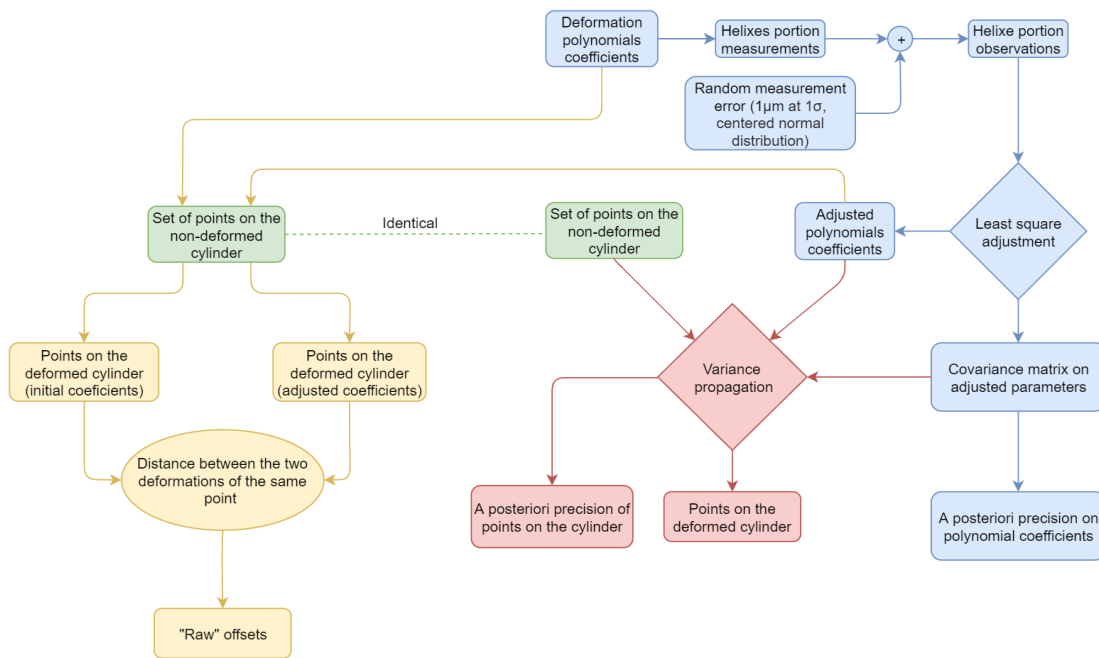 Deformation
polynomials
coefficients
Helixes portion
measurements
+
Helixe portion
observations
Random measurement
error (1μm at 1σ,
centered normal
distribution)
Set of points on the
non-deformed
cylinder
Identical
Set of points on the
non-deformed
cylinder
Adjusted
polynomials
coefficients
Least square
adjustment
Points on the
deformed cylinder
(initial coeficients)
Points on the
deformed cylinder
(adjusted coefficients)
Variance
propagation
Covariance matrix on
adjusted parameters
Distance between the two
deformations of the same
point
A posteriori precision of
points on the cylinder
Points on the
deformed cylinder
A posteriori precision on
polynomial coefficients
"Raw" offsets